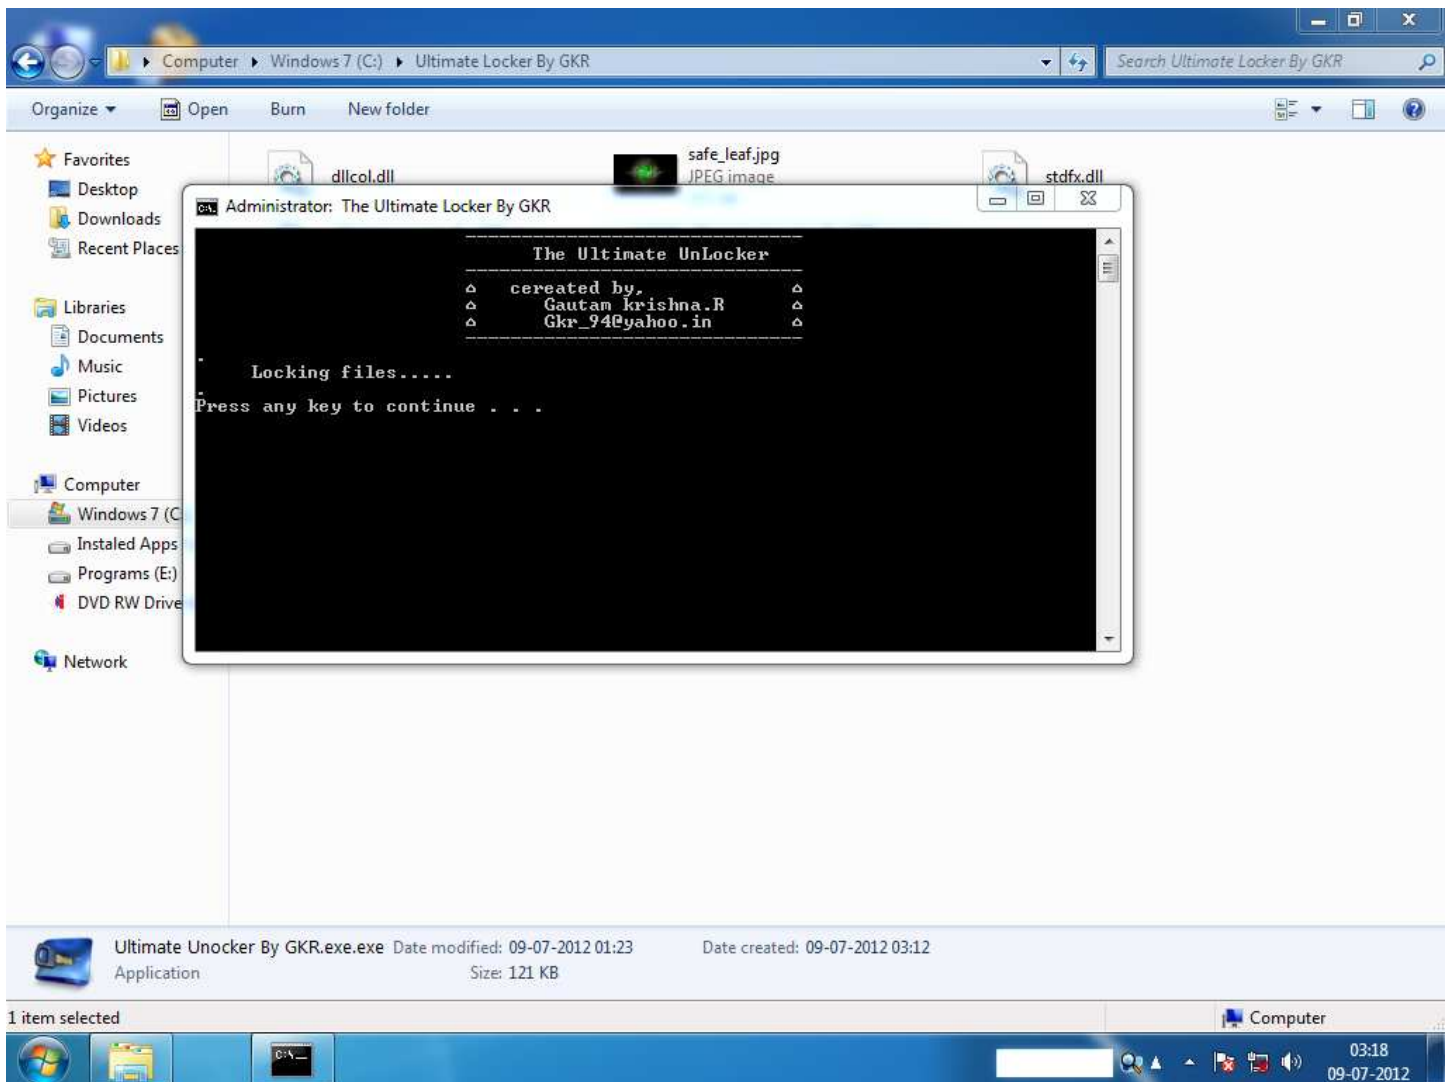 Computer ▸ Windows 7 (C:) ▸ Ultimate Locker By GKR
Search Ultimate Locker By GKR
Organize Open Burn New folder
Favorites
Desktop
Downloads
Recent Places
Libraries
Documents
Music
Pictures
Videos
Computer
Windows 7 (C
Instaled Apps
Programs (E:)
DVD RW Drive
Network
dllcol.dll
safe_leaf.jpg
JPEG image
stdfx.dll
Administrator: The Ultimate Locker By GKR
The Ultimate UnLocker
cereated by,
Gautam krishna.R
Gkr_94@yahoo.in
.
Locking files.....
.
Press any key to continue . . .
Ultimate Unocker By GKR.exe.exe Date modified: 09-07-2012 01:23 Date created: 09-07-2012 03:12
Application Size: 121 KB
1 item selected
Computer
C:\_
03:18
09-07-2012